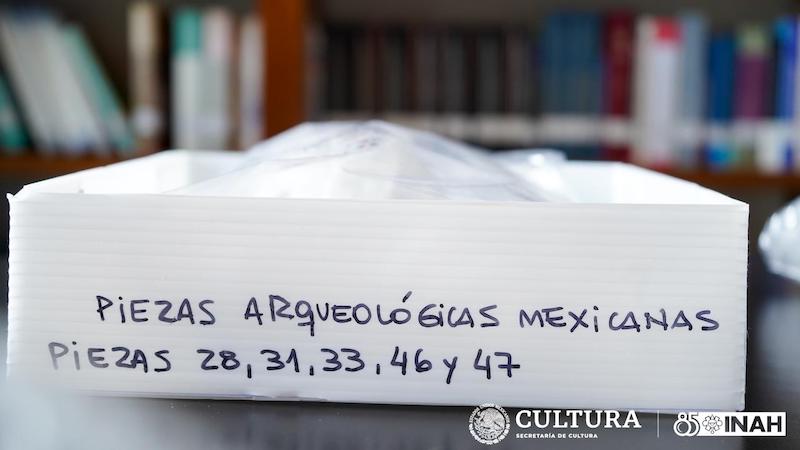 PIEZAS ARQUEOLÓGICAS MEXICANAS
PIEZAS 28, 31, 33, 46 y 47
CULTURA
SECRETARÍA DE CULTURA
85 INAH